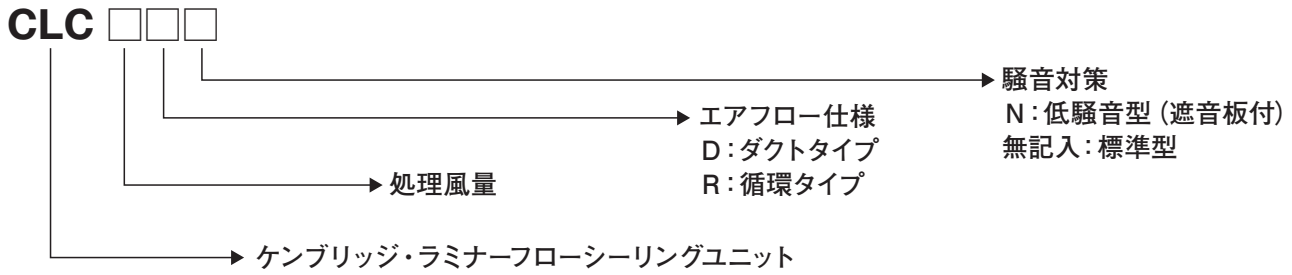 CLC □□□
騒音対策
N：低騒音型（遮音板付）
無記入：標準型
エアフロー仕様
D：ダクトタイプ
R：循環タイプ
処理風量
ケンブリッジ・ラミナーフローシーリングユニット